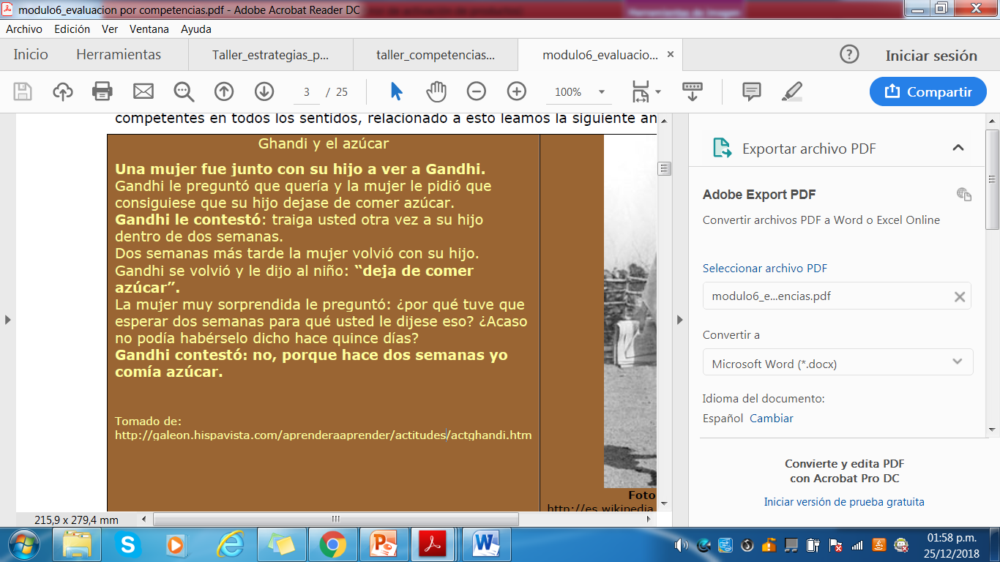 modulo6_evaluacion por competencias.pdf - Adobe Acrobat Reader DC
Herramientas de imagen
Archivo Edición Ver Ventana Ayuda
Inicio Herramientas Taller_estrategias_p... taller_competencias... modulo6_evaluacio... Iniciar sesión
3 / 25 100% Compartir
competentes en todos los sentidos, relacionado a esto leamos la siguiente an
Ghandi y el azúcar
Una mujer fue junto con su hijo a ver a Gandhi.
Gandhi le preguntó que quería y la mujer le pidió que
consiguiese que su hijo dejase de comer azúcar.
Gandhi le contestó: traiga usted otra vez a su hijo
dentro de dos semanas.
Dos semanas más tarde la mujer volvió con su hijo.
Gandhi se volvió y le dijo al niño: “deja de comer
azúcar”.
La mujer muy sorprendida le preguntó: ¿por qué tuve que
esperar dos semanas para qué usted le dijese eso? ¿Acaso
no podía habérselo dicho hace quince días?
Gandhi contestó: no, porque hace dos semanas yo
comía azúcar.
Tomado de:
http://galeon.hispavista.com/aprenderaaprender/actitudes/actghandi.htm
Foto
http://es.wikipedia
215,9 x 279,4 mm
Exportar archivo PDF
Adobe Export PDF
Convertir archivos PDF a Word o Excel Online
Seleccionar archivo PDF
modulo6_e...encias.pdf
Convertir a
Microsoft Word (*.docx)
Idioma del documento:
Español Cambiar
Convierte y edita PDF
con Acrobat Pro DC
Iniciar versión de prueba gratuita
01:58 p.m.
25/12/2018